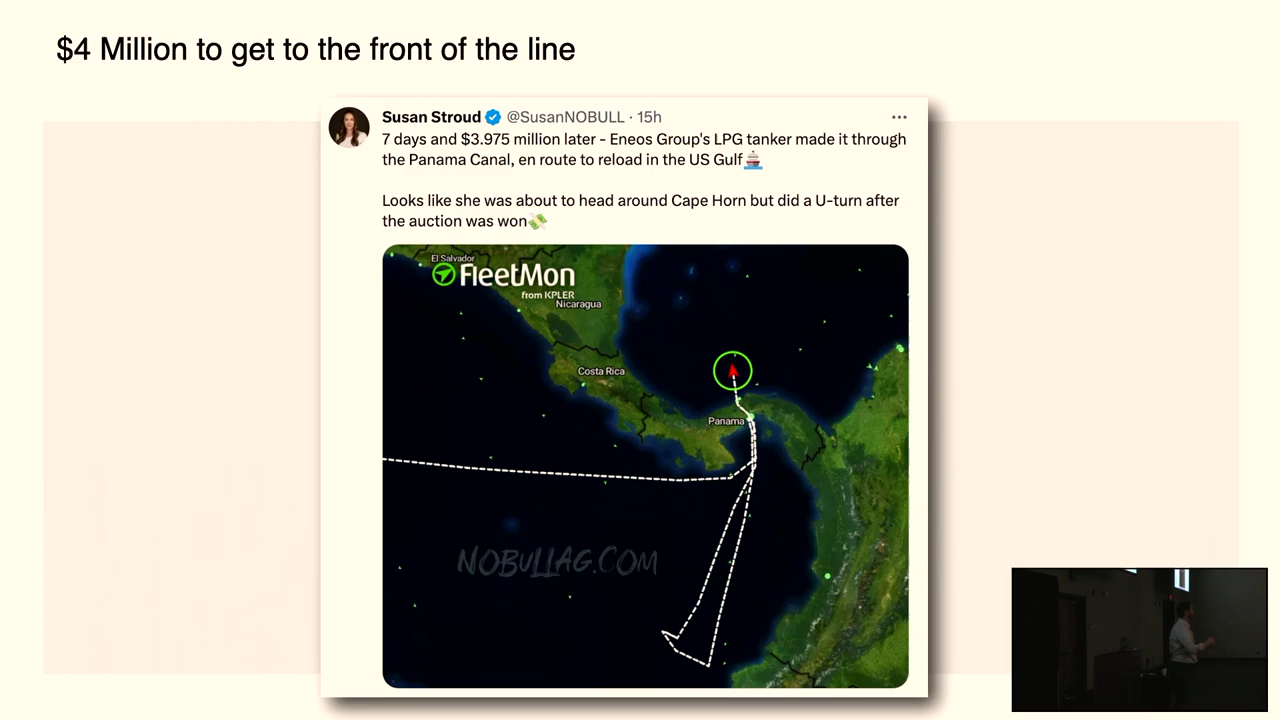 $4 Million to get to the front of the line
Susan Stroud @SusanNOBULL · 15h
7 days and $3.975 million later - Eneos Group's LPG tanker made it through
the Panama Canal, en route to reload in the US Gulf🚢
Looks like she was about to head around Cape Horn but did a U-turn after
the auction was won💸
El Salvador
FleetMon
from KPLER
Nicaragua
Costa Rica
Panama
NOBULLAG.COM